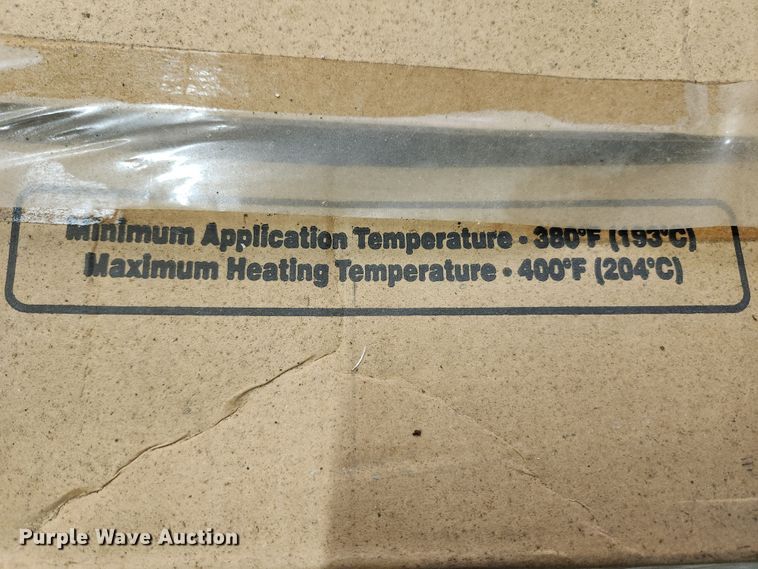 Minimum Application Temperature • 380°F (193°C)
Maximum Heating Temperature • 400°F (204°C)
Purple Wave Auction